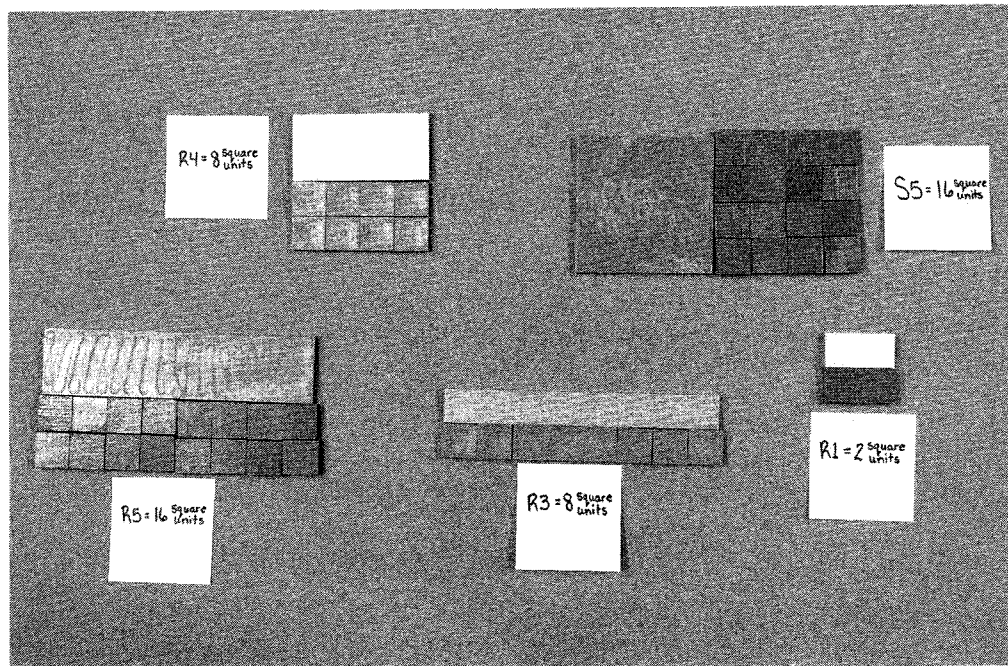 R4 = 8 square units
S5 = 16 square units
R5 = 16 square units
R3 = 8 square units
R1 = 2 square units